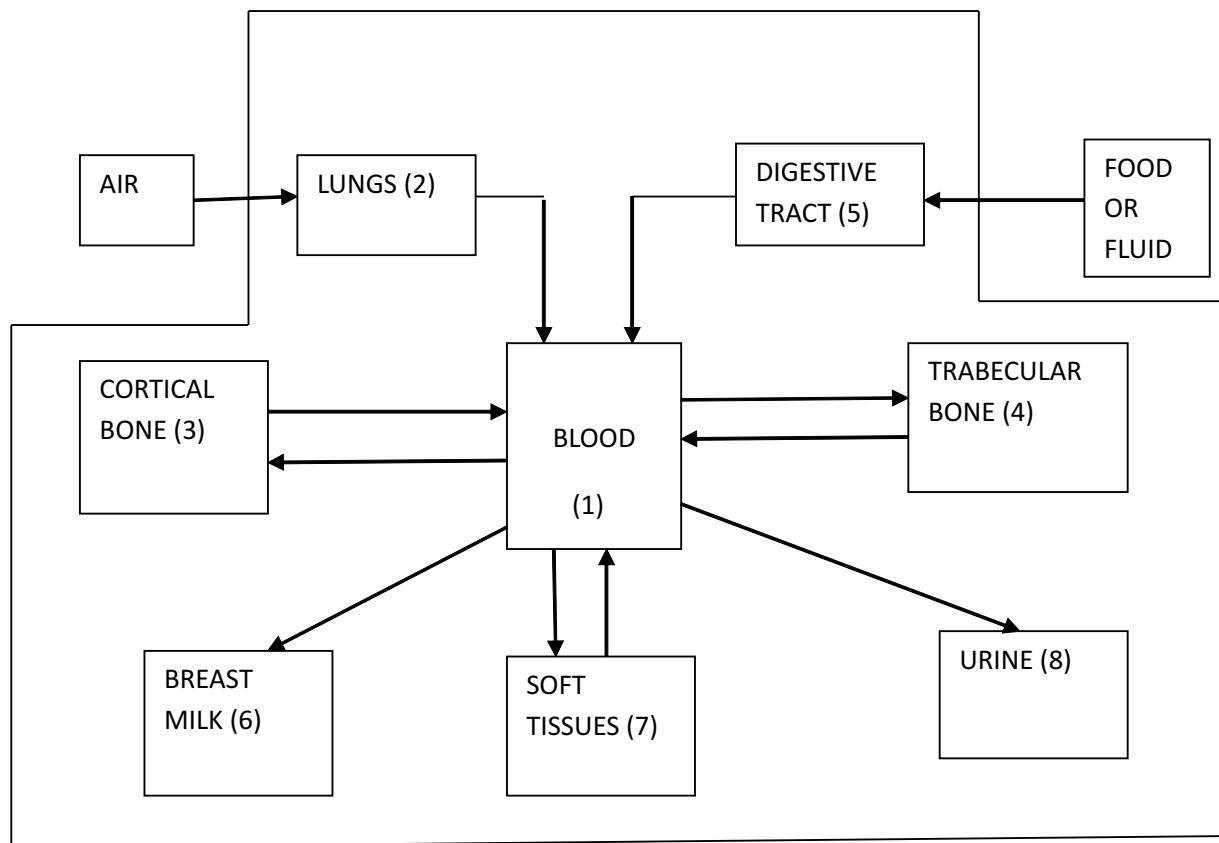 AIR
LUNGS (2)
DIGESTIVE
TRACT (5)
FOOD
OR
FLUID
CORTICAL
BONE (3)
BLOOD
(1)
TRABECULAR
BONE (4)
BREAST
MILK (6)
SOFT
TISSUES (7)
URINE (8)